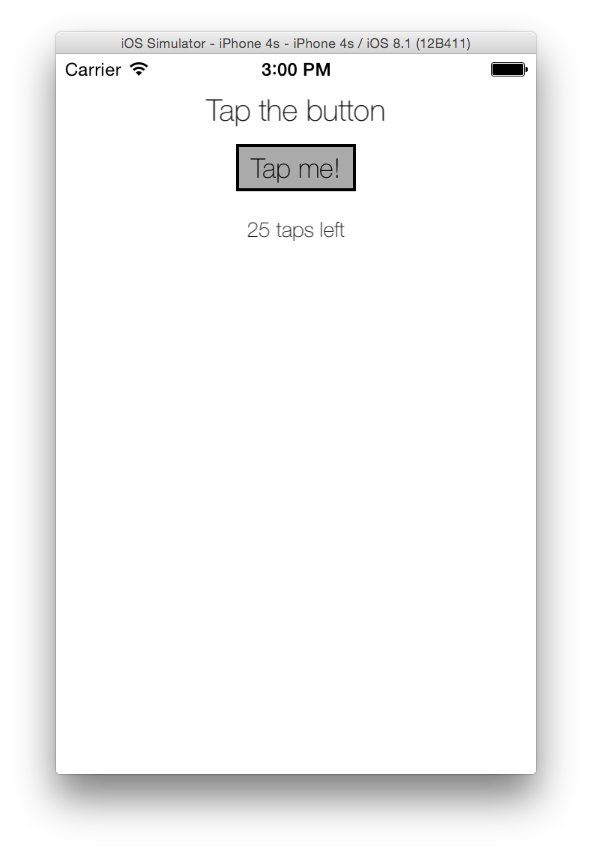 iOS Simulator - iPhone 4s - iPhone 4s / iOS 8.1 (12B411)
Carrier 3:00 PM
Tap the button
Tap me!
25 taps left